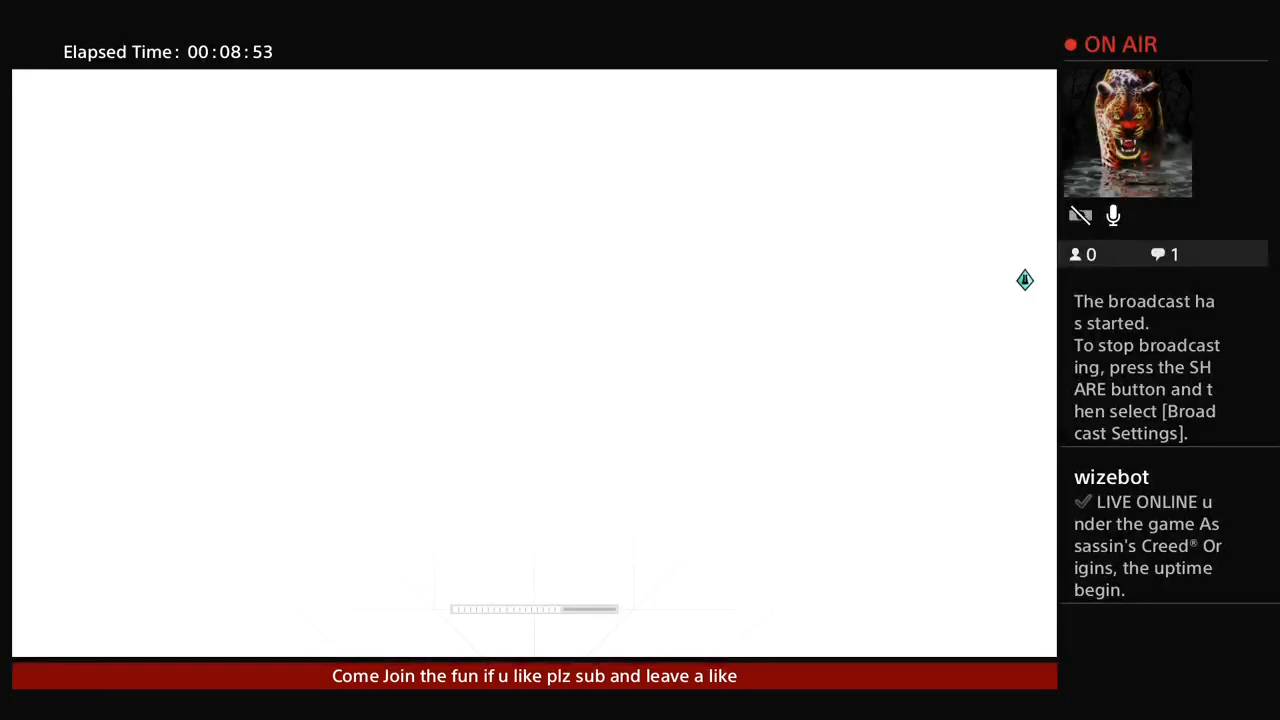 Elapsed Time: 00:08:53
ON AIR
0 1
The broadcast ha
s started.
To stop broadcast
ing, press the SH
ARE button and t
hen select [Broad
cast Settings].
wizebot
✓ LIVE ONLINE u
nder the game As
sassin's Creed® Or
igins, the uptime
begin.
Come Join the fun if u like plz sub and leave a like